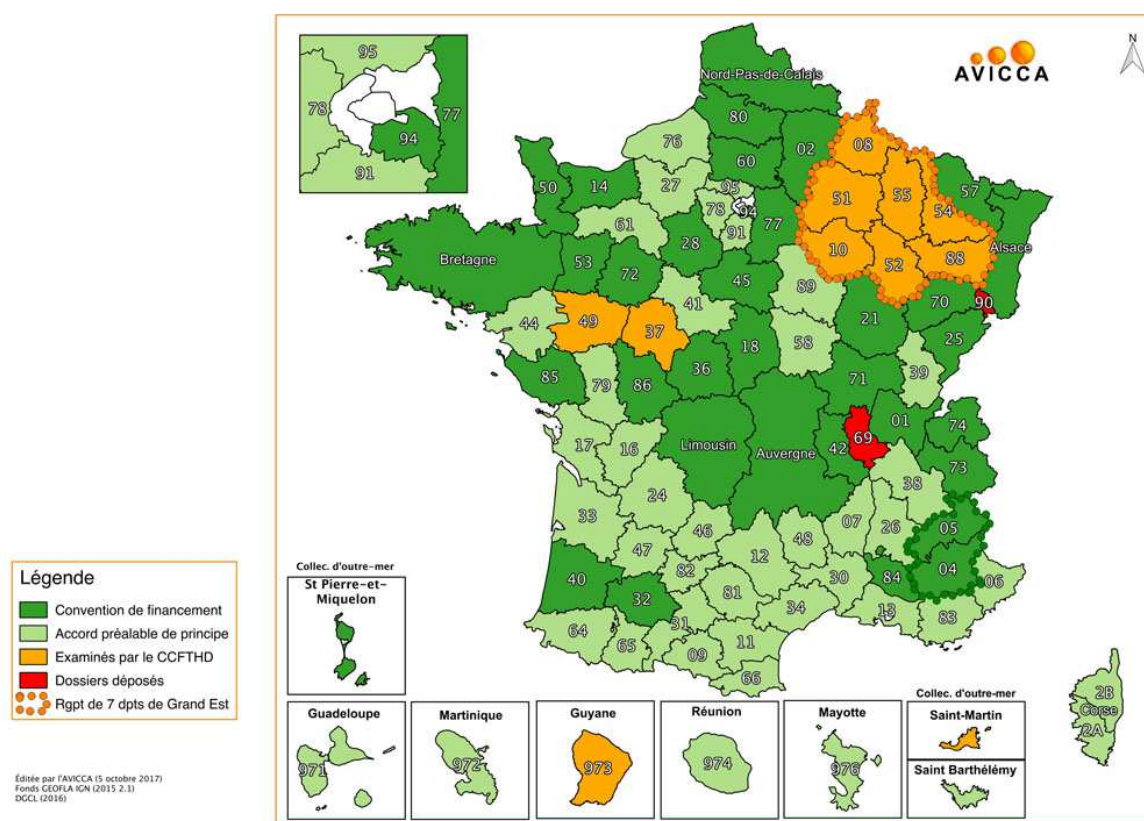 95
78
77
94
91
AVICCA
N
Nord-Pas-de-Calais
80
76
02
08
60
50
14
27
95
51
55
57
78
94
54
61
91
77
Alsace
Bretagne
28
10
88
53
72
52
45
89
90
41
70
44
49
37
21
18
58
25
85
36
39
79
86
71
01
74
17
16
Limousin
Auvergne
42
69
73
38
24
33
07
26
05
46
48
47
12
04
40
82
30
84
06
32
81
34
13
83
31
64
65
11
09
66
2B
Corse
2A
Légende
Convention de financement
Accord préalable de principe
Examinés par le CCFTHD
Dossiers déposés
Rgpt de 7 dpts de Grand Est
Collec. d'outre-mer
St Pierre-et-
Miquelon
Guadeloupe
971
Martinique
972
Guyane
973
Réunion
974
Mayotte
976
Collec. d'outre-mer
Saint-Martin
Saint Barthélémy
Éditée par l'AVICCA (5 octobre 2017)
Fonds GEOFLA IGN (2015 2.1)
DGCL (2016)